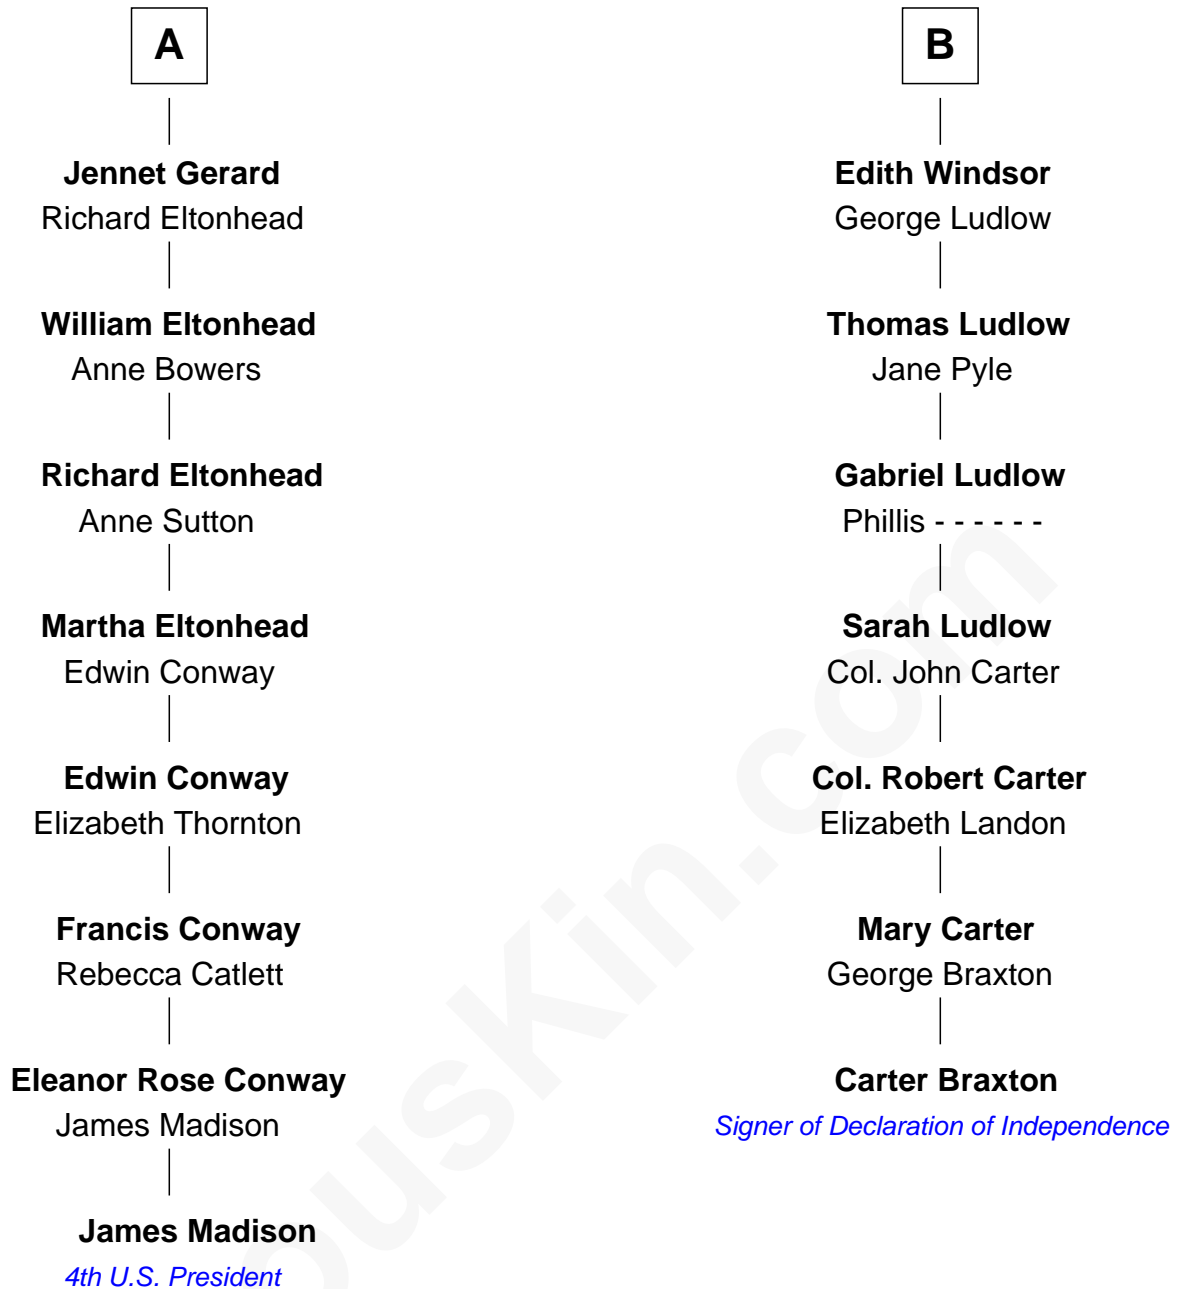 A
Jennet Gerard
Richard Eltonhead
William Eltonhead
Anne Bowers
Richard Eltonhead
Anne Sutton
Martha Eltonhead
Edwin Conway
Edwin Conway
Elizabeth Thornton
Francis Conway
Rebecca Catlett
Eleanor Rose Conway
James Madison
James Madison
4th U.S. President
B
Edith Windsor
George Ludlow
Thomas Ludlow
Jane Pyle
Gabriel Ludlow
Phillis - - - - - -
Sarah Ludlow
Col. John Carter
Col. Robert Carter
Elizabeth Landon
Mary Carter
George Braxton
Carter Braxton
Signer of Declaration of Independence
ousKin.com